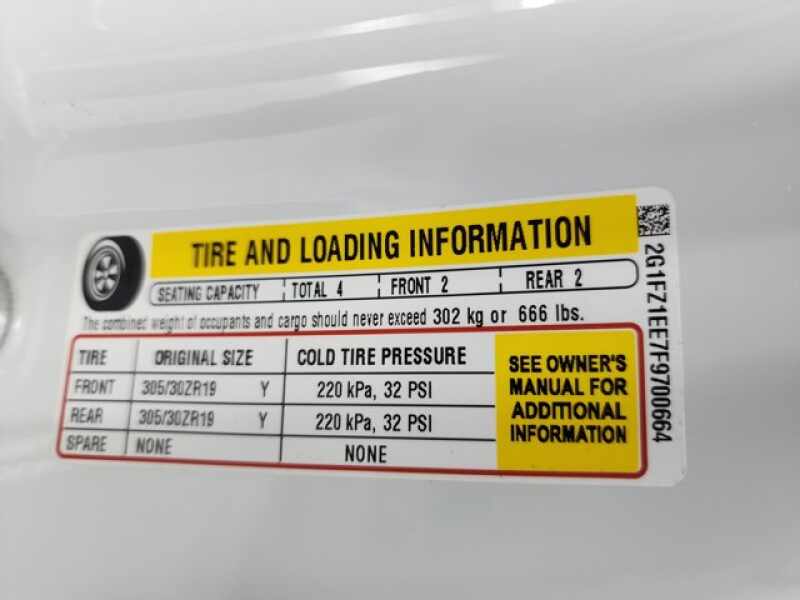 TIRE AND LOADING INFORMATION
SEATING CAPACITY TOTAL 4 FRONT 2 REAR 2
The combined weight of occupants and cargo should never exceed 302 kg or 666 lbs.
TIRE ORIGINAL SIZE COLD TIRE PRESSURE
FRONT 305/30ZR19 Y 220 kPa, 32 PSI
REAR 305/30ZR19 Y 220 kPa, 32 PSI
SPARE NONE NONE
SEE OWNER'S
MANUAL FOR
ADDITIONAL
INFORMATION
2G1FZ1EE7F9700664